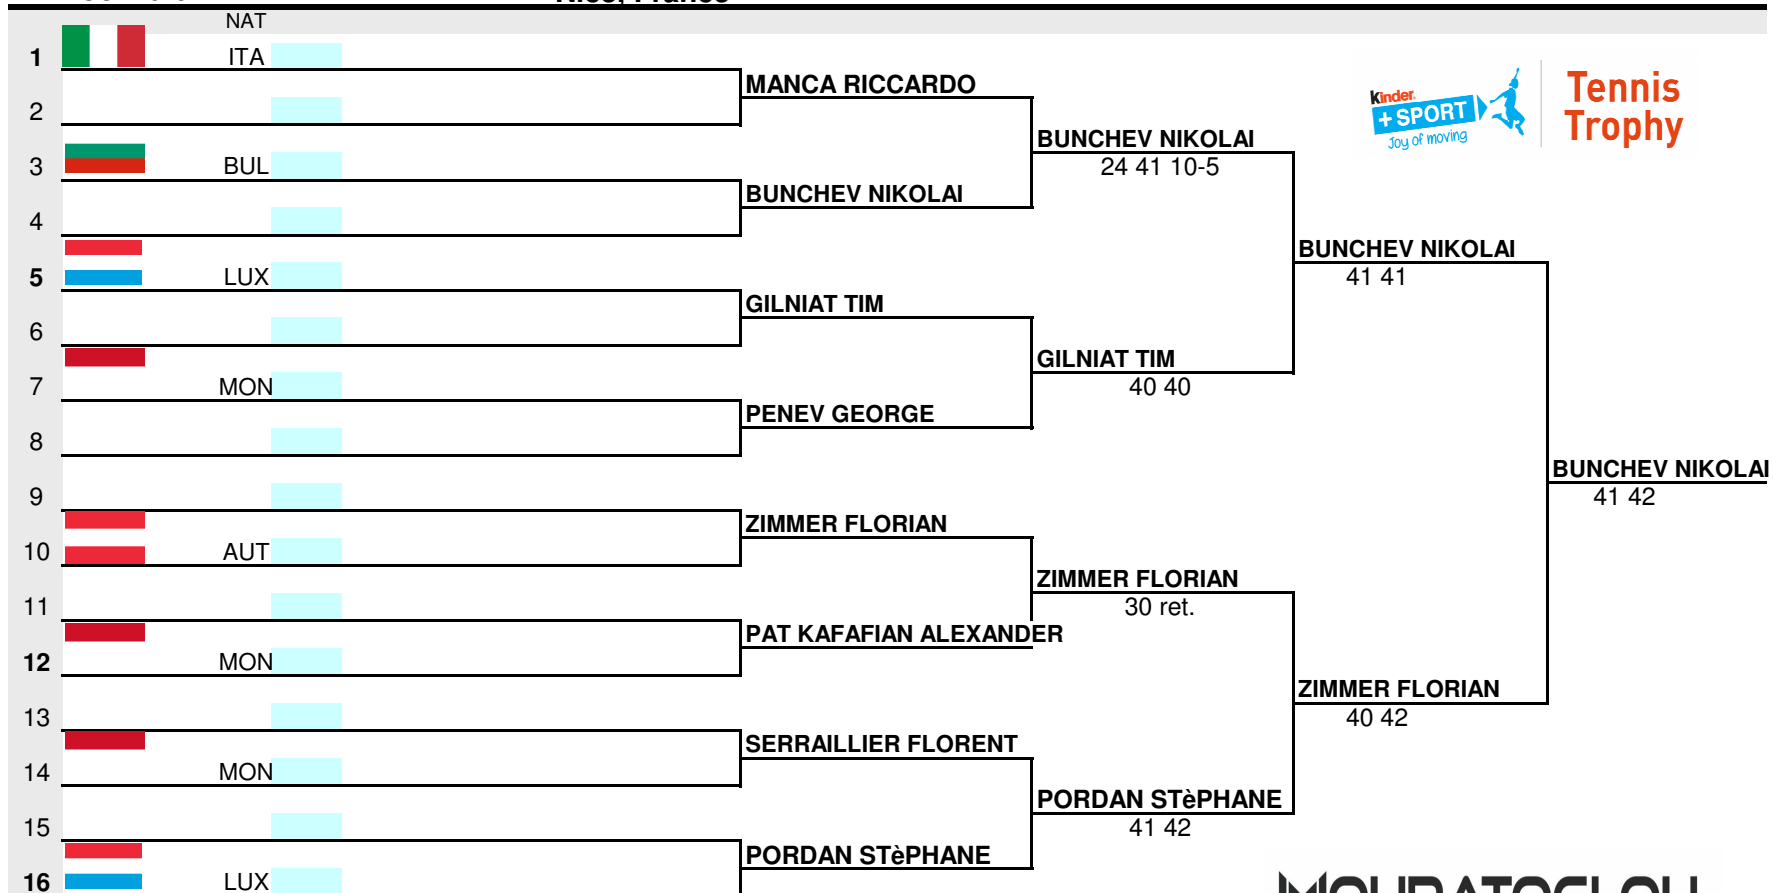 Nice, France
NAT
1 ITA
MANCA RICCARDO
2
BUNCHEV NIKOLAI
24 41 10-5
3 BUL
BUNCHEV NIKOLAI
4
BUNCHEV NIKOLAI
41 41
5 LUX
GILNIAT TIM
6
GILNIAT TIM
40 40
7 MON
PENEV GEORGE
8
BUNCHEV NIKOLAI
41 42
9
ZIMMER FLORIAN
10 AUT
ZIMMER FLORIAN
30 ret.
11
PAT KAFAFIAN ALEXANDER
12 MON
ZIMMER FLORIAN
40 42
13
SERRAILLIER FLORENT
14 MON
PORDAN STèPHANE
41 42
15
PORDAN STèPHANE
16 LUX
Kinder
+SPORT
Joy of moving
Tennis
Trophy
MOURATOGLOU